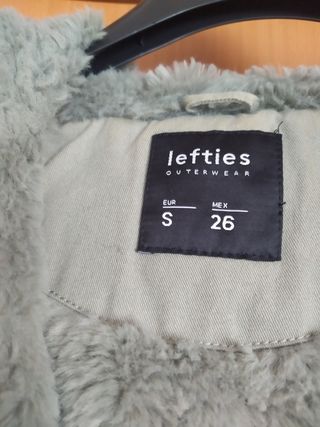 lefties
OUTERWEAR
EUR MEX
S 26